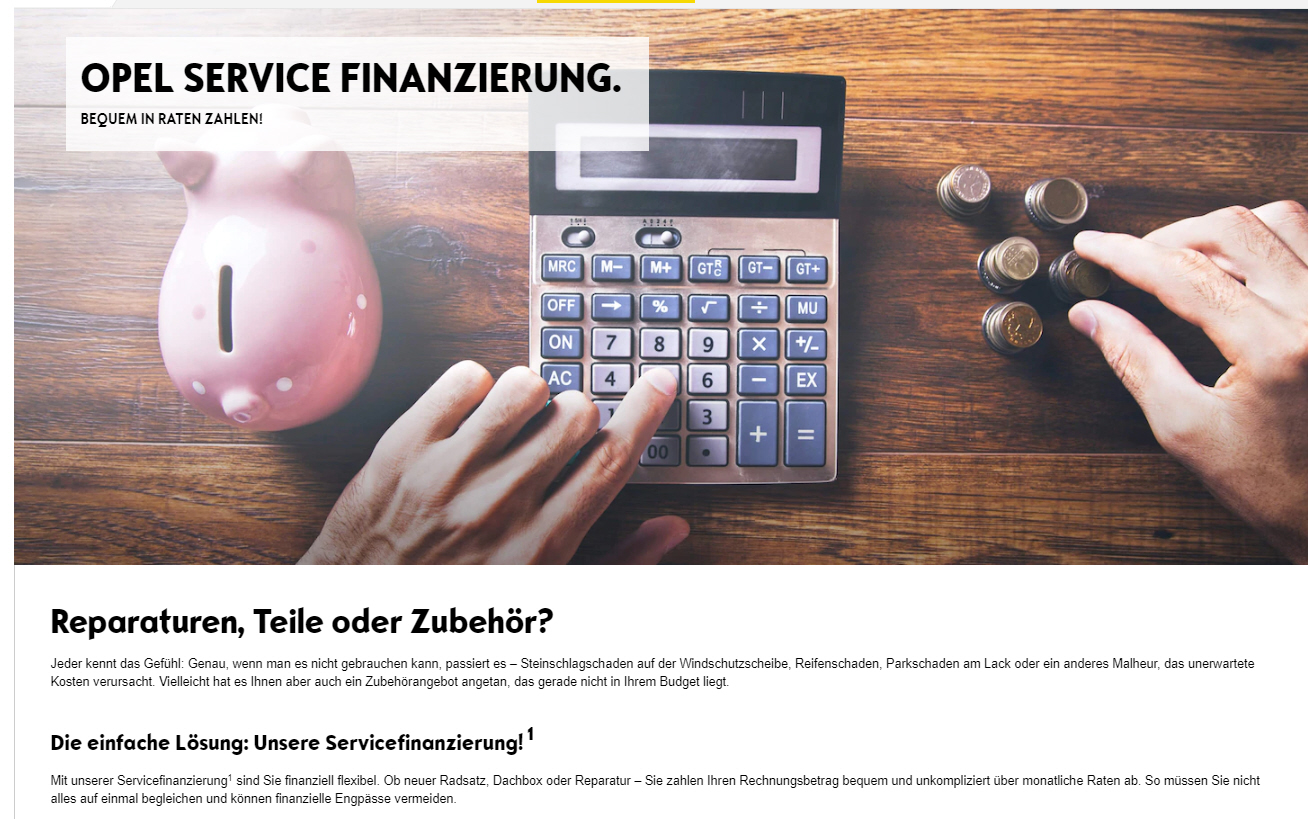 OPEL SERVICE FINANZIERUNG.
BEQUEM IN RATEN ZAHLEN!
MRC M− M+ GTRC GT− GT+
OFF → % √ ÷ MU
ON 7 8 9 × +/−
AC 4 6 − EX
1 3 + =
00 •
Reparaturen, Teile oder Zubehör?
Jeder kennt das Gefühl: Genau, wenn man es nicht gebrauchen kann, passiert es – Steinschlagschaden auf der Windschutzscheibe, Reifenschaden, Parkschaden am Lack oder ein anderes Malheur, das unerwartete
Kosten verursacht. Vielleicht hat es Ihnen aber auch ein Zubehörangebot angetan, das gerade nicht in Ihrem Budget liegt.
Die einfache Lösung: Unsere Servicefinanzierung!¹
Mit unserer Servicefinanzierung¹ sind Sie finanziell flexibel. Ob neuer Radsatz, Dachbox oder Reparatur – Sie zahlen Ihren Rechnungsbetrag bequem und unkompliziert über monatliche Raten ab. So müssen Sie nicht
alles auf einmal begleichen und können finanzielle Engpässe vermeiden.